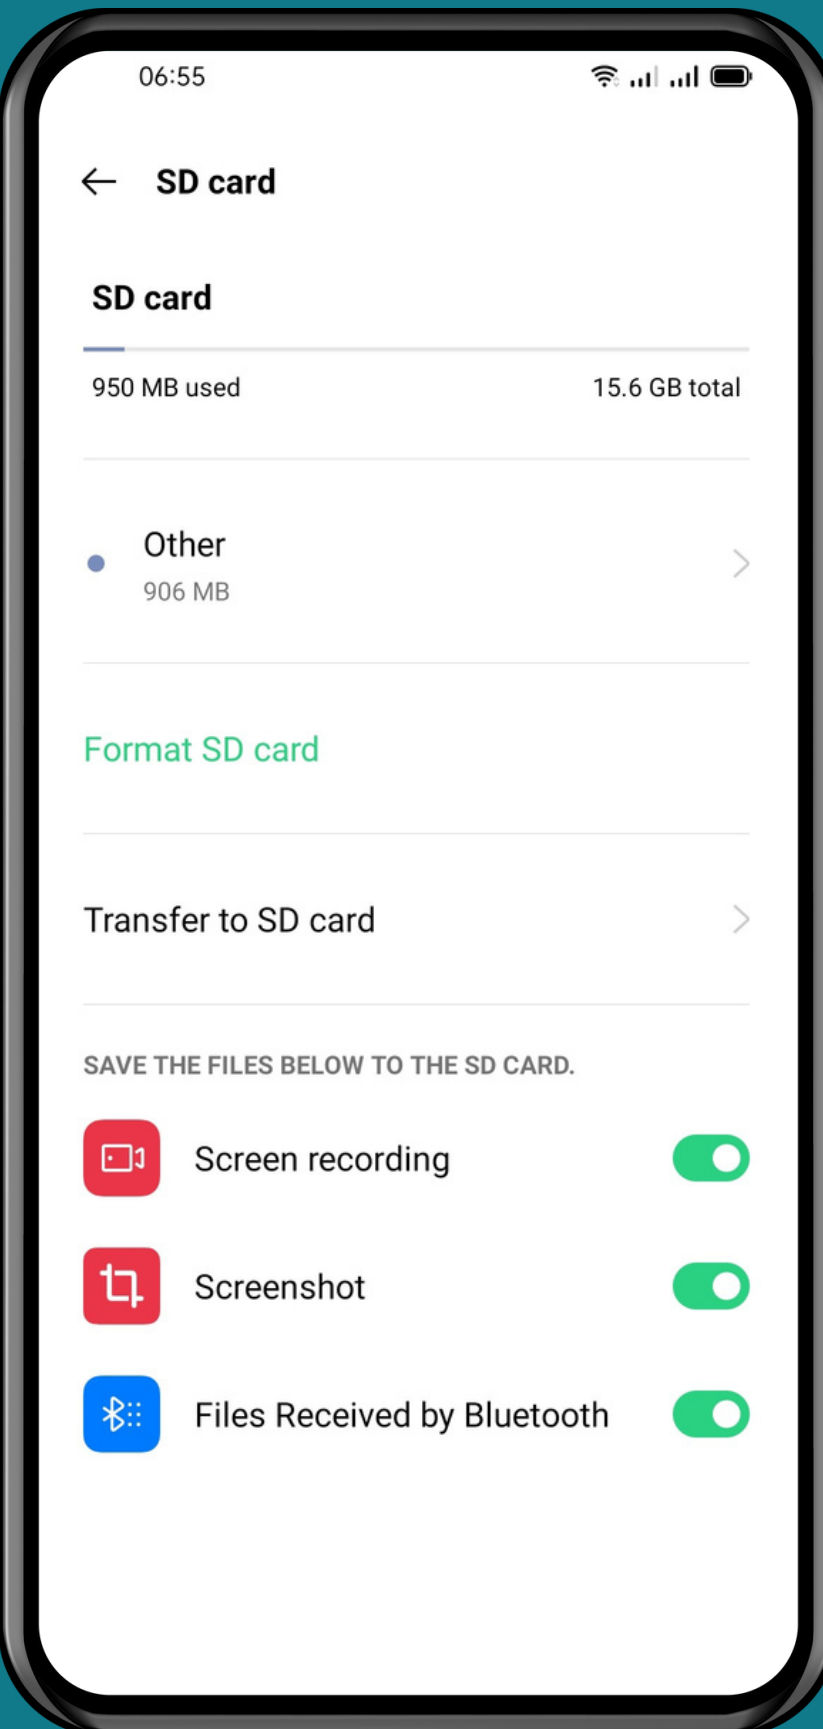 06:55
SD card
SD card
950 MB used 15.6 GB total
Other
906 MB
Format SD card
Transfer to SD card
SAVE THE FILES BELOW TO THE SD CARD.
Screen recording
Screenshot
Files Received by Bluetooth